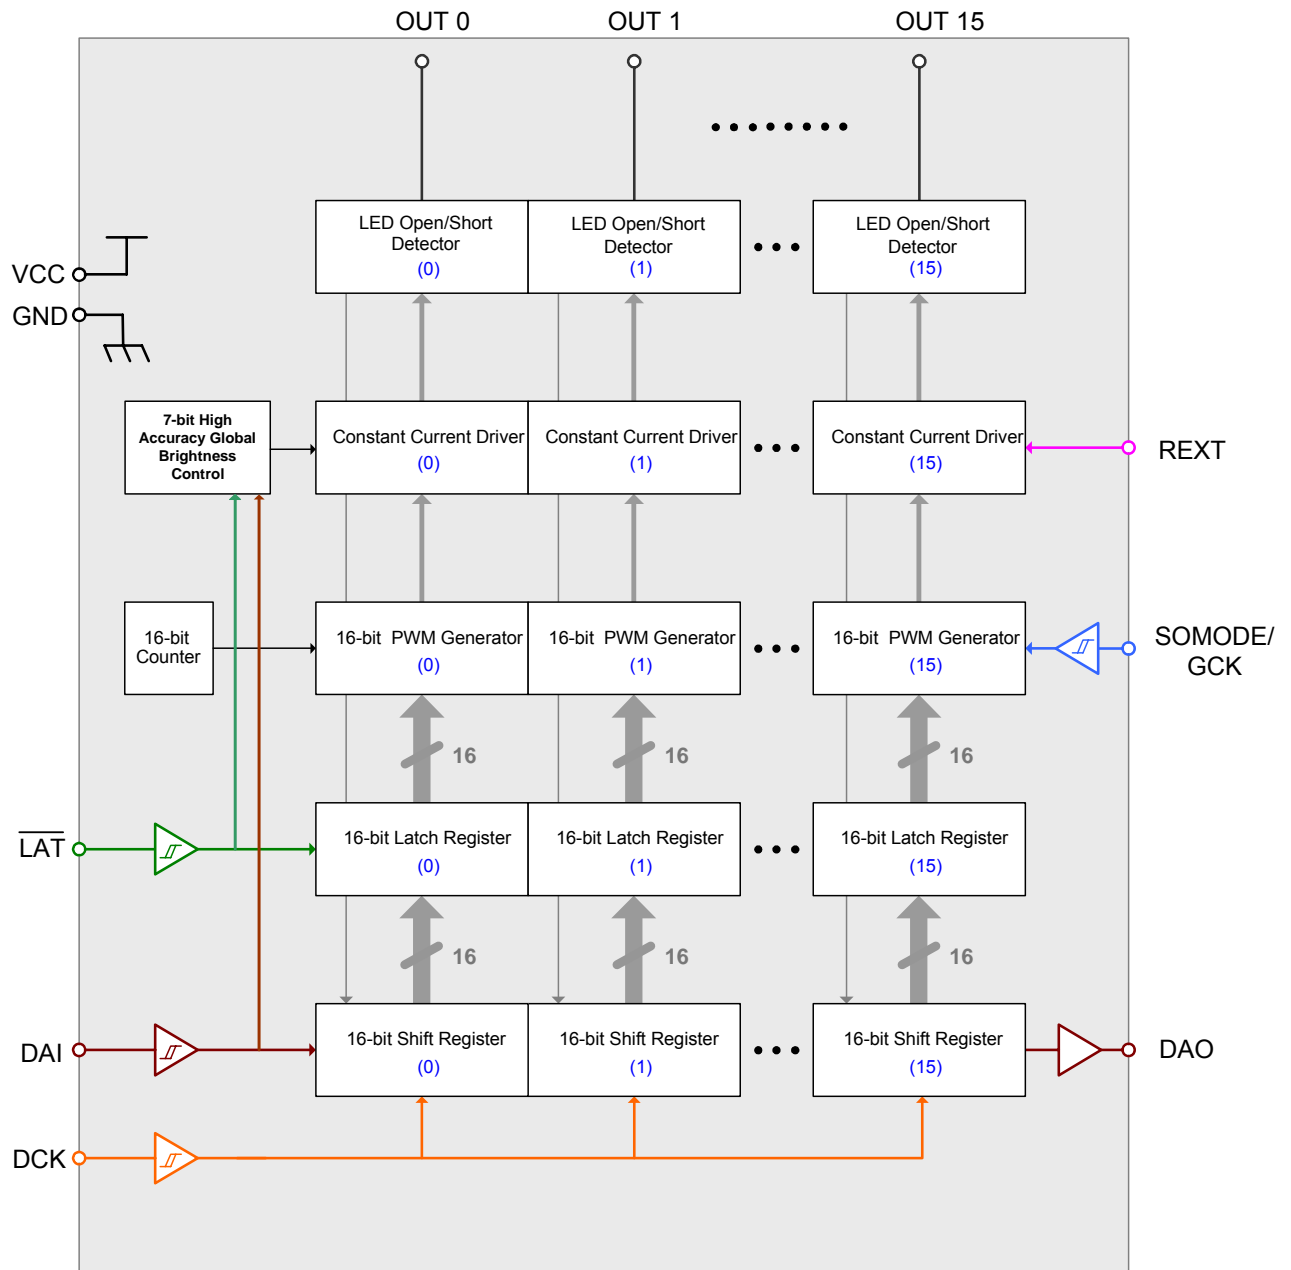 OUT 0
OUT 1
OUT 15
LED Open/Short
Detector
(0)
LED Open/Short
Detector
(1)
LED Open/Short
Detector
(15)
VCC
GND
7-bit High
Accuracy Global
Brightness
Control
Constant Current Driver
(0)
Constant Current Driver
(1)
Constant Current Driver
(15)
REXT
16-bit
Counter
16-bit PWM Generator
(0)
16-bit PWM Generator
(1)
16-bit PWM Generator
(15)
SOMODE/
GCK
16
16
16
LAT
16-bit Latch Register
(0)
16-bit Latch Register
(1)
16-bit Latch Register
(15)
16
16
16
DAI
16-bit Shift Register
(0)
16-bit Shift Register
(1)
16-bit Shift Register
(15)
DAO
DCK